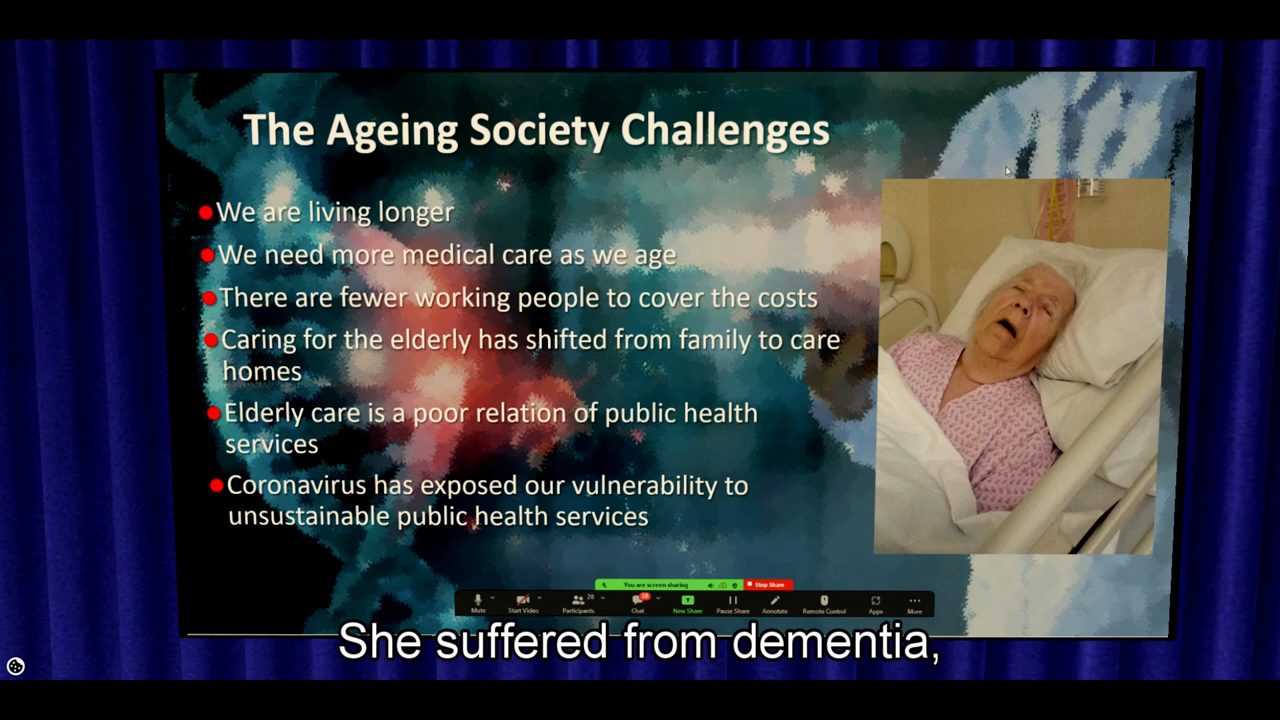 The Ageing Society Challenges
We are living longer
We need more medical care as we age
There are fewer working people to cover the costs
Caring for the elderly has shifted from family to care
homes
Elderly care is a poor relation of public health
services
Coronavirus has exposed our vulnerability to
unsustainable public health services
You are screen sharing Stop Share
28 38
Mute Start Video Participants Chat New Share Pause Share Annotate Remote Control Apps More
She suffered from dementia,